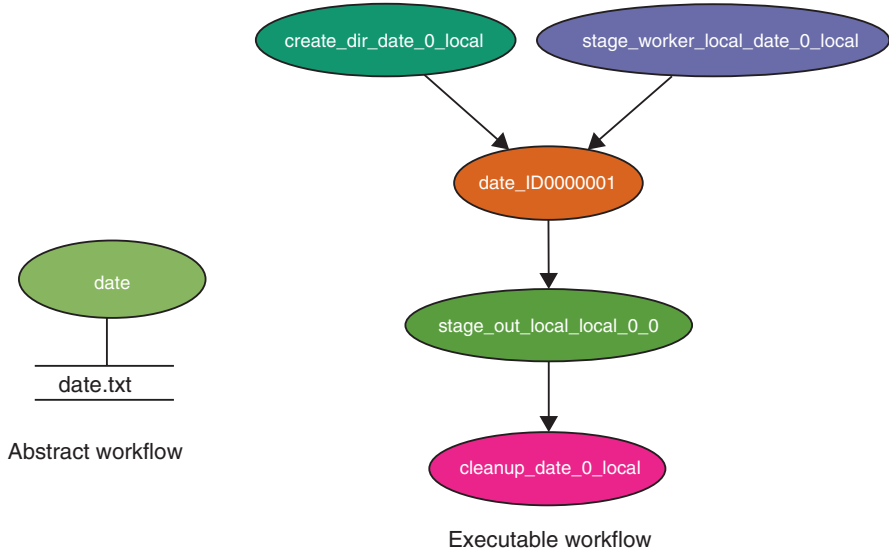 create_dir_date_0_local
stage_worker_local_date_0_local
date_ID0000001
date
stage_out_local_local_0_0
date.txt
Abstract workflow
cleanup_date_0_local
Executable workflow